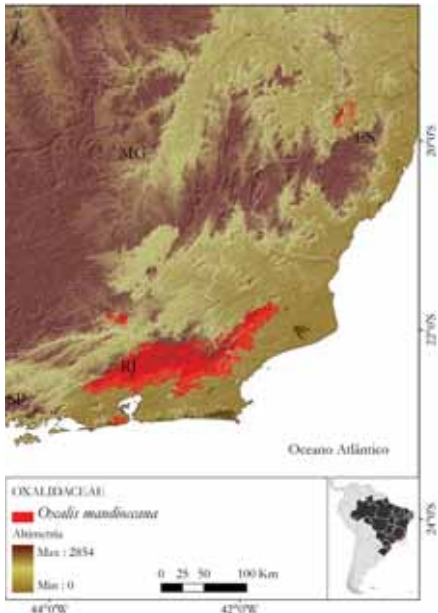 MG
ES
20°0'S
22°0'S
RJ
SP
Oceano Atlântico
OXALIDACEAE
Oxalis mandioccana
Altimetria
Max : 2854
Min : 0
0 25 50 100 Km
24°0'S
44°0'W
42°0'W